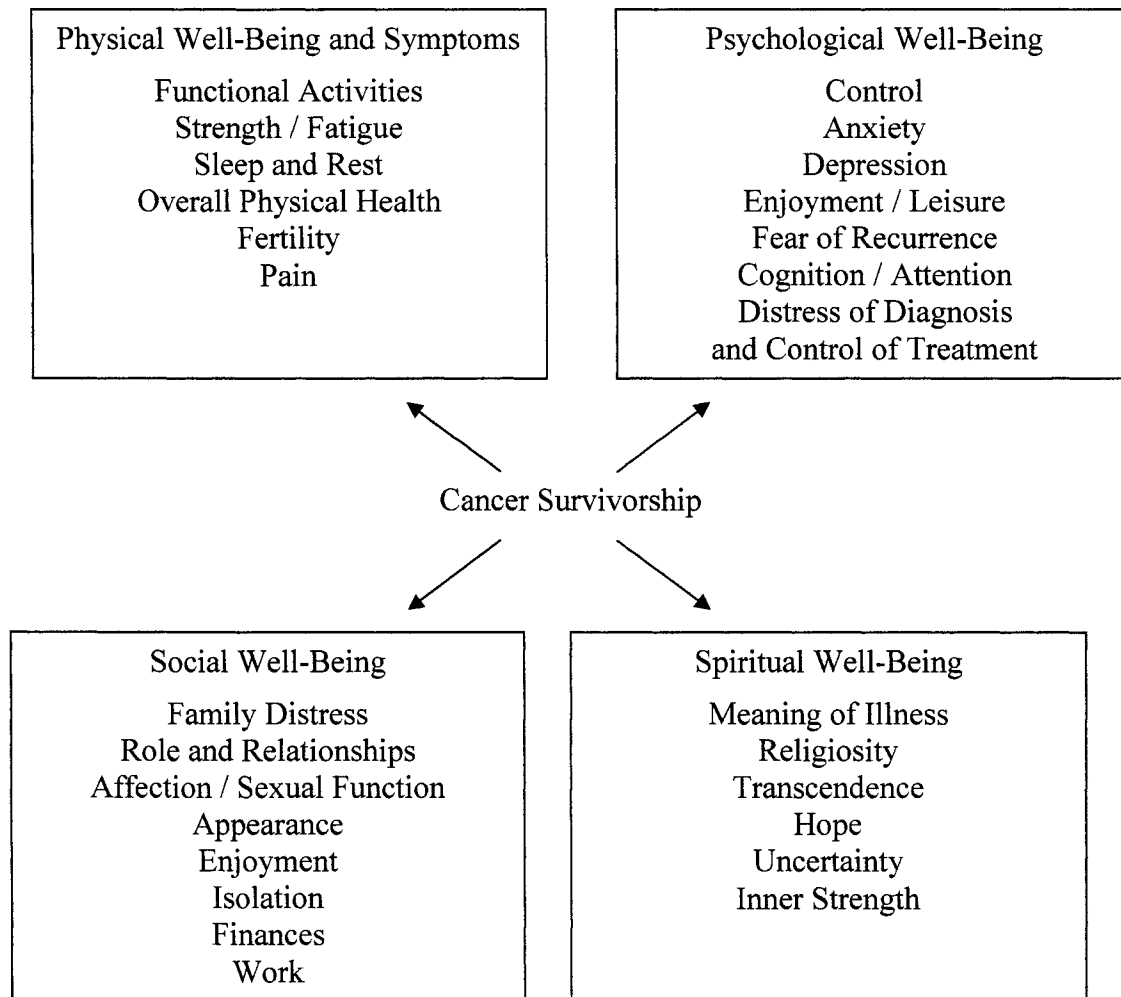 Physical Well-Being and Symptoms
Functional Activities
Strength / Fatigue
Sleep and Rest
Overall Physical Health
Fertility
Pain
Psychological Well-Being
Control
Anxiety
Depression
Enjoyment / Leisure
Fear of Recurrence
Cognition / Attention
Distress of Diagnosis
and Control of Treatment
Cancer Survivorship
Social Well-Being
Family Distress
Role and Relationships
Affection / Sexual Function
Appearance
Enjoyment
Isolation
Finances
Work
Spiritual Well-Being
Meaning of Illness
Religiosity
Transcendence
Hope
Uncertainty
Inner Strength